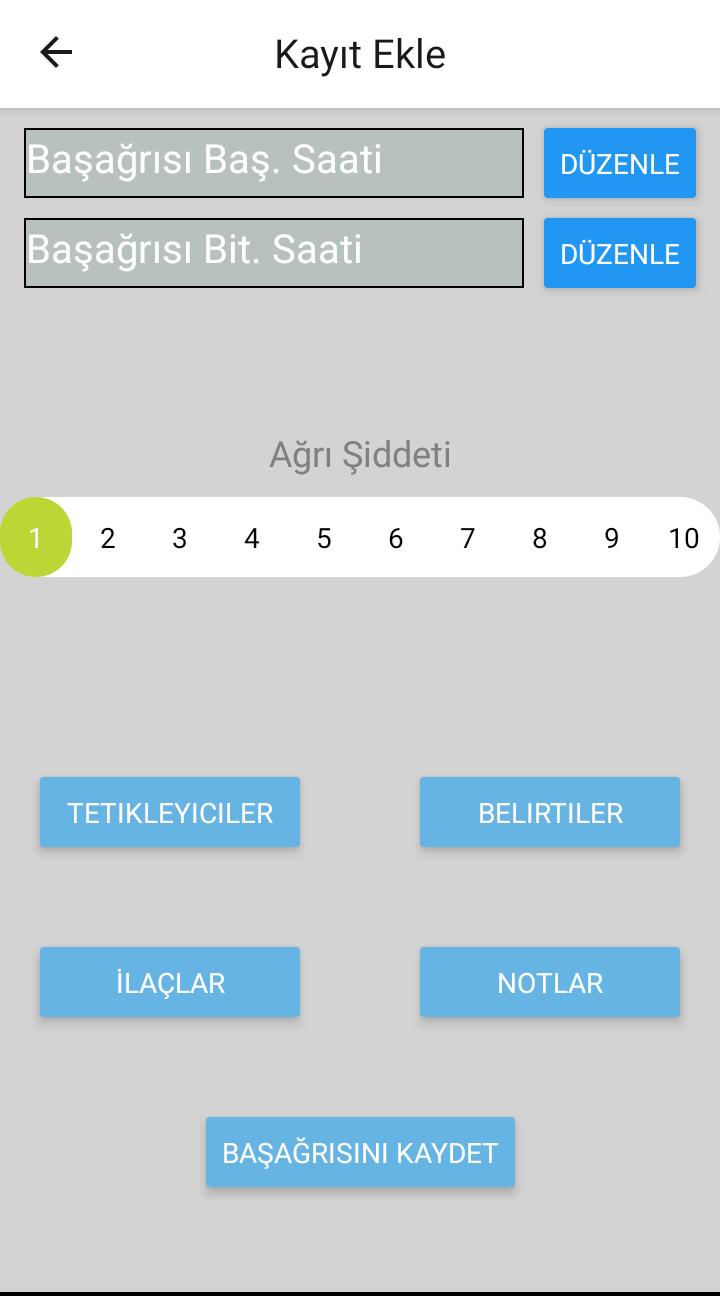 Kayıt Ekle
Başağrısı Baş. Saati
DÜZENLE
Başağrısı Bit. Saati
DÜZENLE
Ağrı Şiddeti
1 2 3 4 5 6 7 8 9 10
TETIKLEYICILER
BELIRTILER
İLAÇLAR
NOTLAR
BAŞAĞRISINI KAYDET